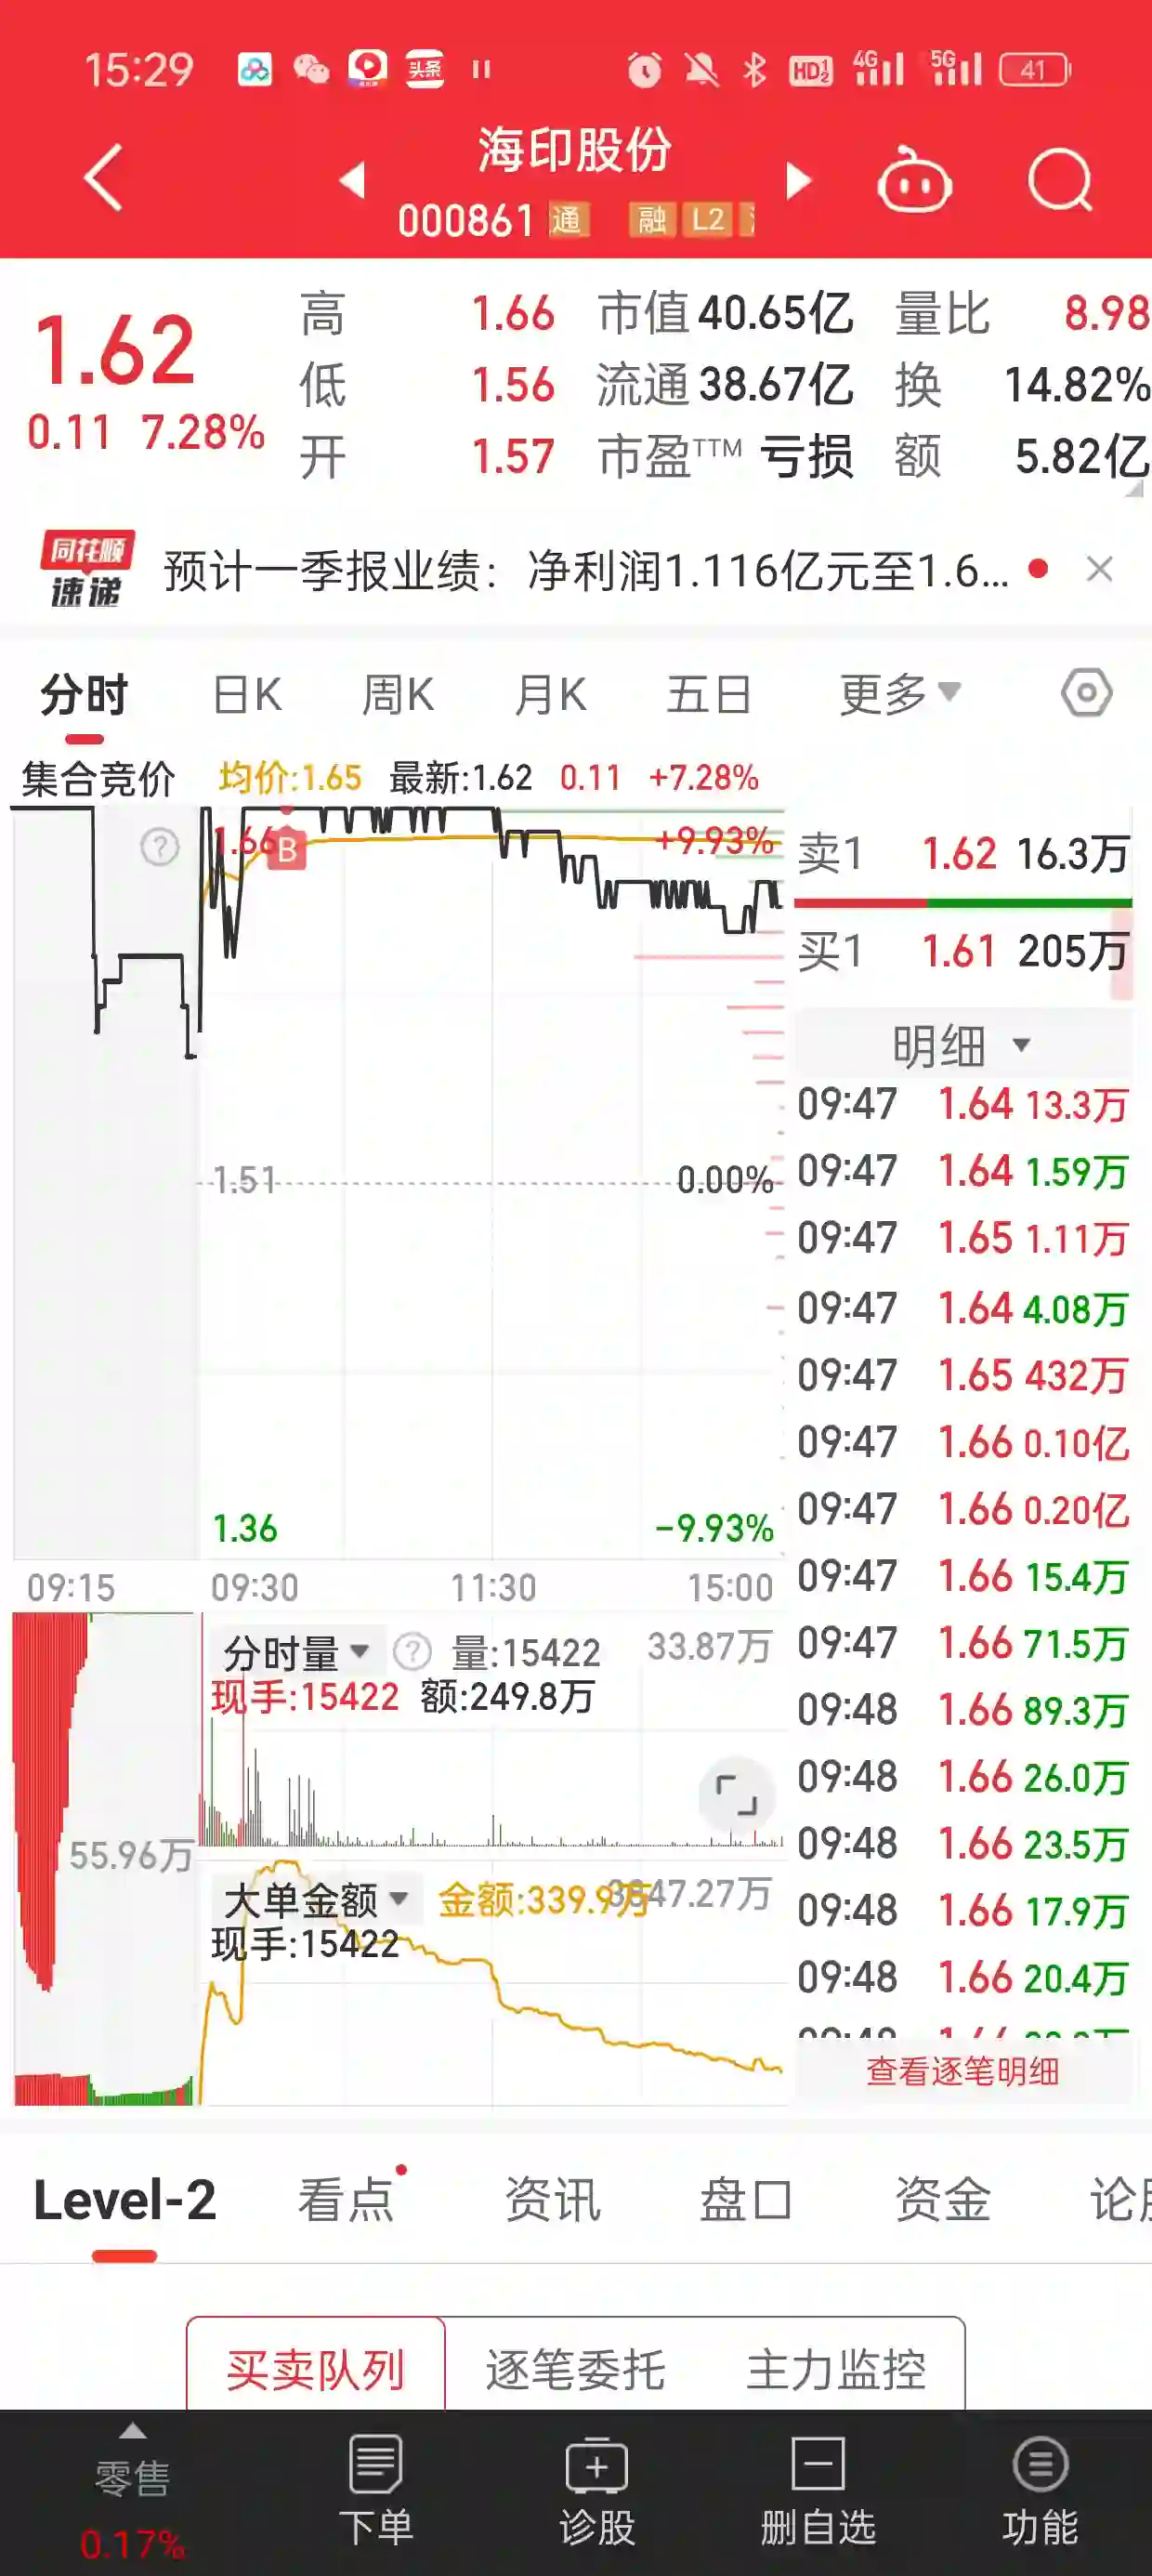 15:29 头条 HD 4G 5G 41
海印股份
000861 通 融 L2
1.62
0.11 7.28%
高 1.66 市值 40.65亿 量比 8.98
低 1.56 流通 38.67亿 换 14.82%
开 1.57 市盈TTM 亏损 额 5.82亿
同花顺
速递
预计一季报业绩：净利润1.116亿元至1.6...
分时 日K 周K 月K 五日 更多
集合竞价 均价:1.65 最新:1.62 0.11 +7.28%
1.66 B +9.93%
1.51 0.00%
1.36 -9.93%
09:15 09:30 11:30 15:00
卖1 1.62 16.3万
买1 1.61 205万
明细
09:47 1.64 13.3万
09:47 1.64 1.59万
09:47 1.65 1.11万
09:47 1.64 4.08万
09:47 1.65 432万
09:47 1.66 0.10亿
09:47 1.66 0.20亿
09:47 1.66 15.4万
09:47 1.66 71.5万
09:48 1.66 89.3万
09:48 1.66 26.0万
09:48 1.66 23.5万
09:48 1.66 17.9万
09:48 1.66 20.4万
查看逐笔明细
分时量 ? 量:15422 33.87万
现手:15422 额:249.8万
55.96万
大单金额 金额:339.9万 47.27万
现手:15422
Level-2 看点 资讯 盘口 资金
买卖队列 逐笔委托 主力监控
零售 下单 诊股 删自选 功能
0.17%